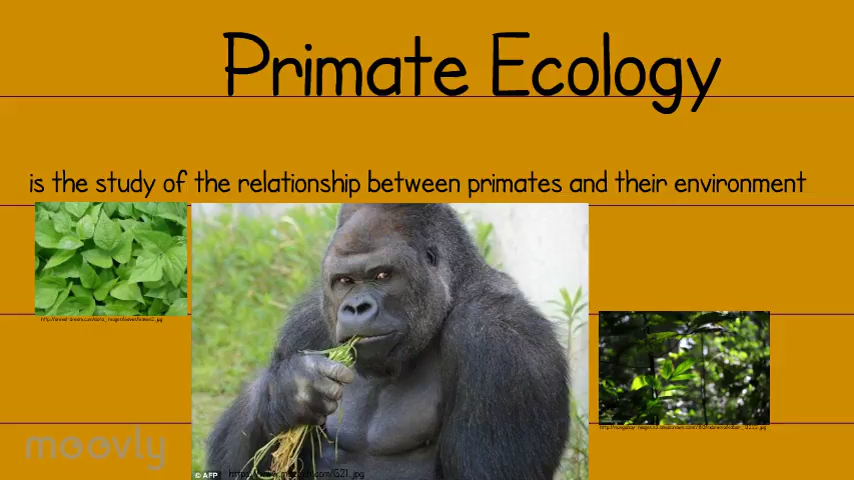 Primate Ecology
is the study of the relationship between primates and their environment
© AFP
moovly